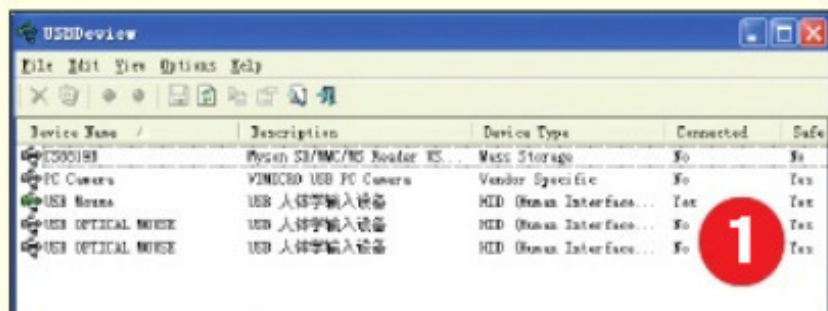 USBDeview
File Edit View Options Help
Device Name / Description Device Type Connected Safe
Mass Storage No No
PC Camera VIMICRO USB PC Camera Vendor Specific No Yes
USB Mouse USB 人体学输入设备 HID (Human Interface... Yes Yes
USB OPTICAL MOUSE USB 人体学输入设备 HID (Human Interface... No Yes
USB OPTICAL MOUSE USB 人体学输入设备 HID (Human Interface... No Yes
1